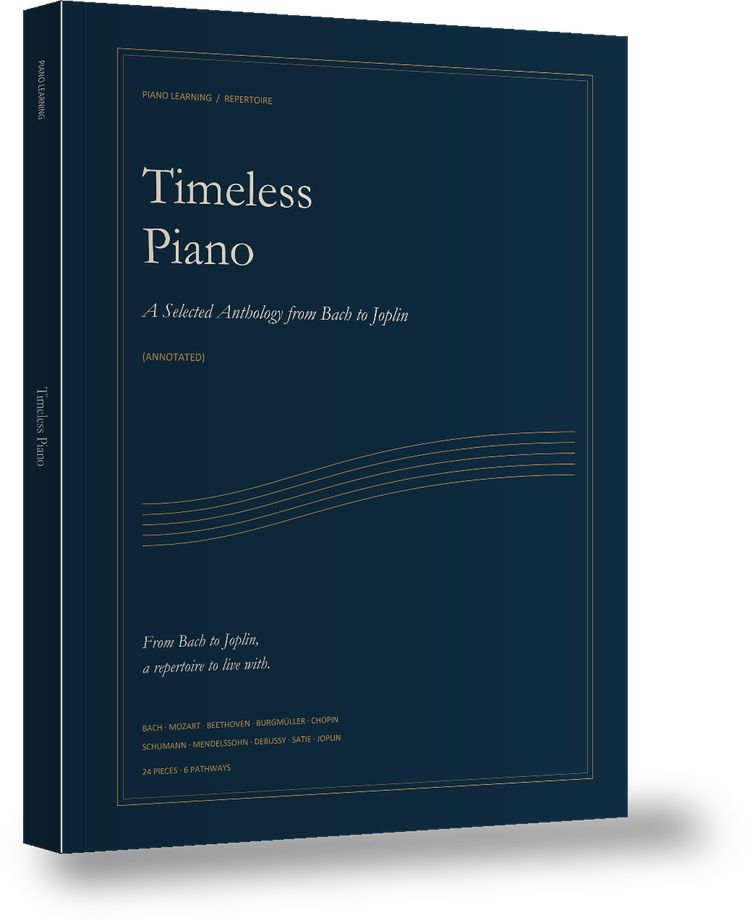 PIANO LEARNING
Timeless Piano
PIANO LEARNING / REPERTOIRE
Timeless
Piano
A Selected Anthology from Bach to Joplin
(ANNOTATED)
From Bach to Joplin,
a repertoire to live with.
BACH · MOZART · BEETHOVEN · BURGMÜLLER · CHOPIN
SCHUMANN · MENDELSSOHN · DEBUSSY · SATIE · JOPLIN
24 PIECES · 6 PATHWAYS